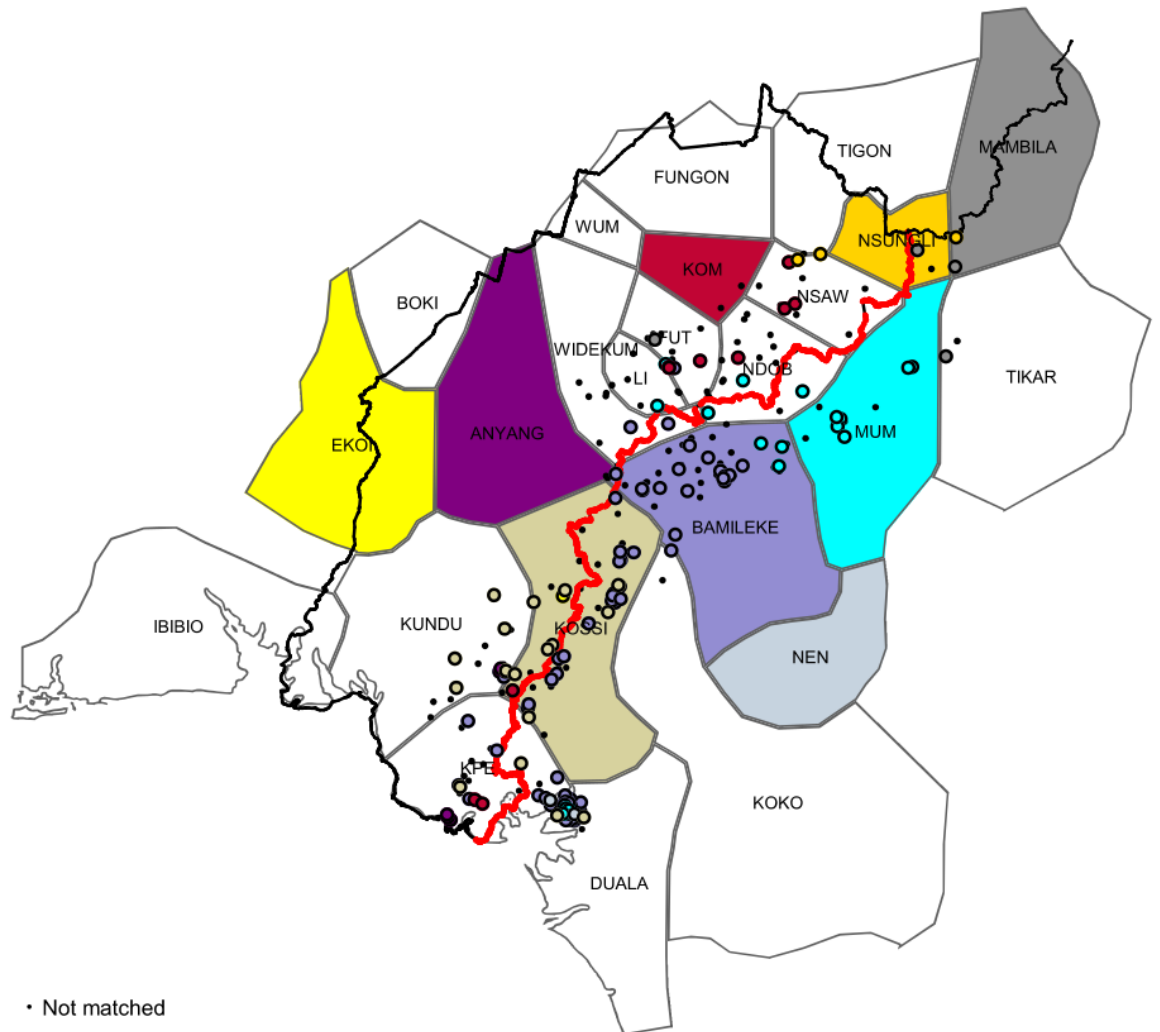 MAMBILA
TIGON
FUNGON
WUM
NSUNGLI
KOM
NSAW
BOKI
FUT
WIDEKUM
NDOB
LI
TIKAR
EKOI
ANYANG
MUM
BAMILEKE
IBIBIO
KUNDU
KOSSI
NEN
KPE
KOKO
DUALA
• Not matched